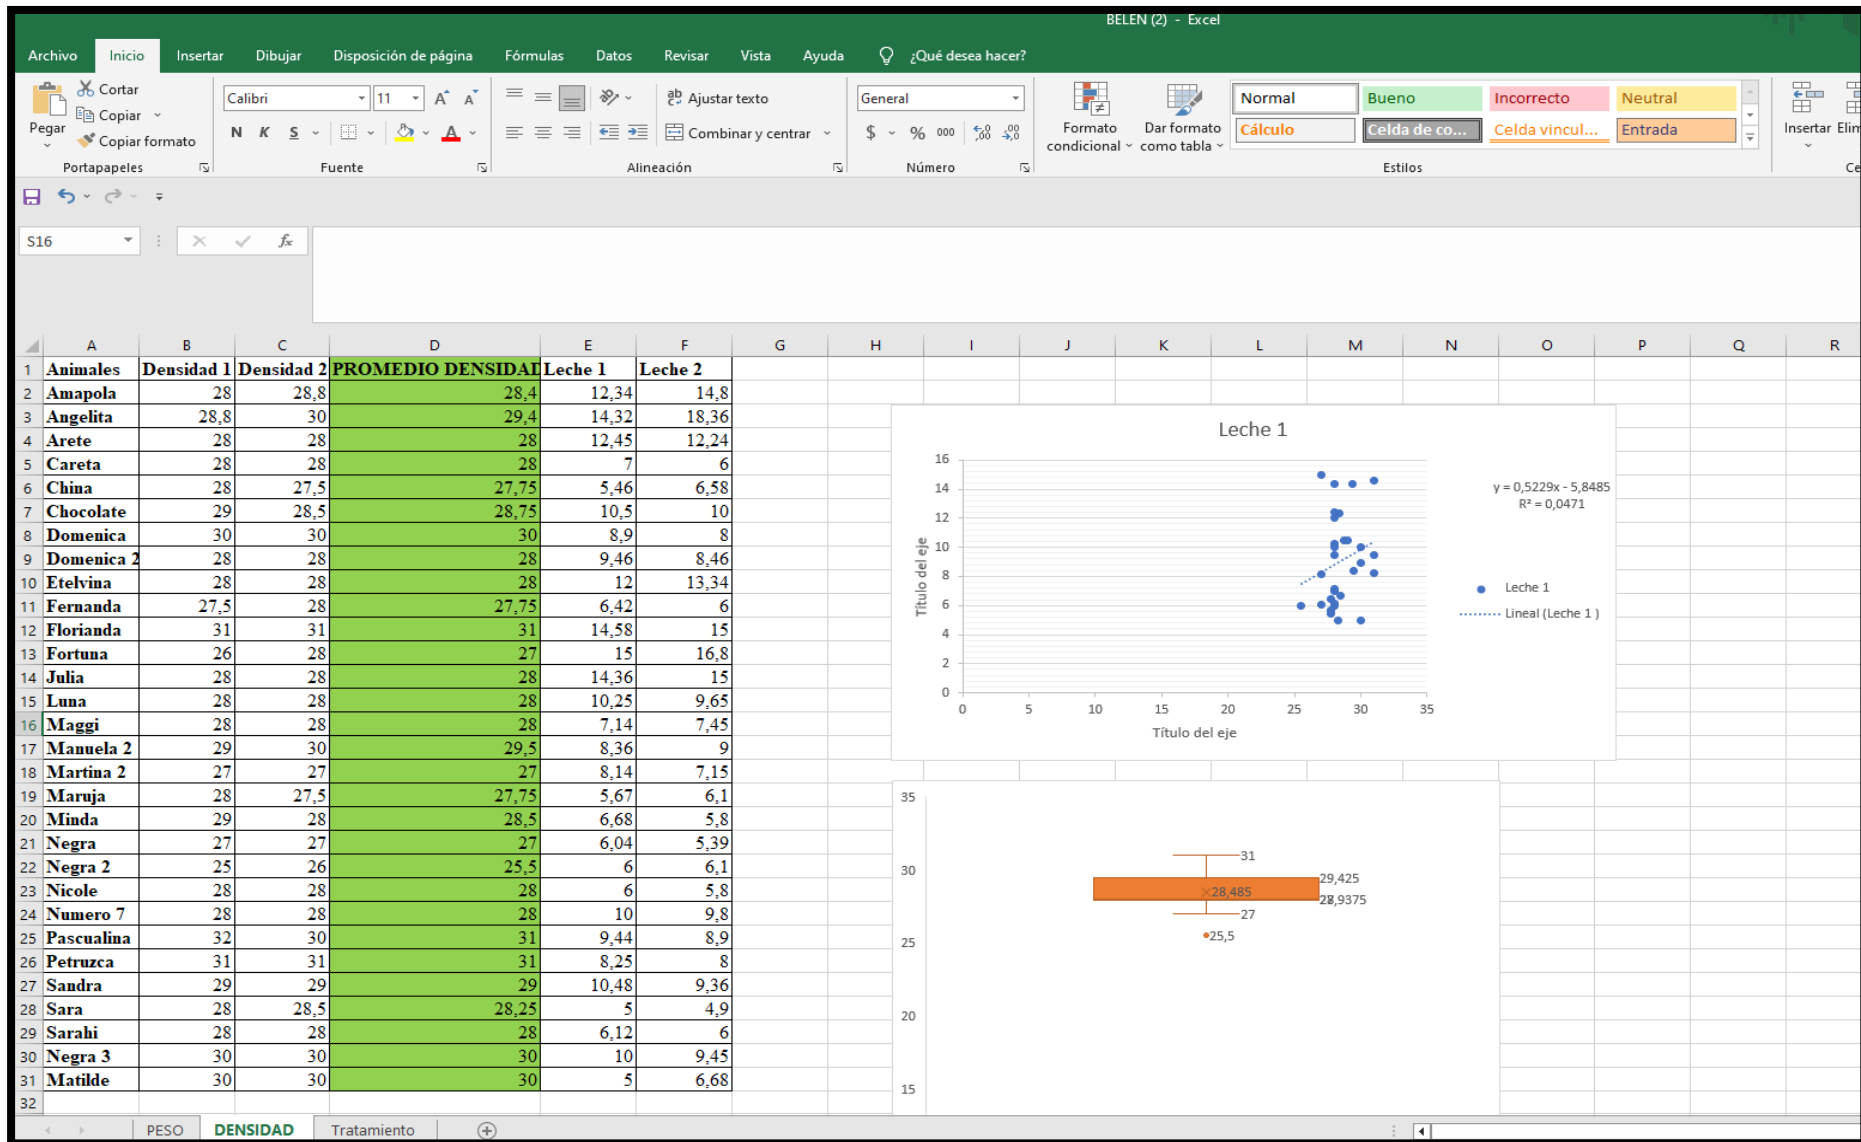 BELEN (2) - Excel
Archivo Inicio Insertar Dibujar Disposición de página Fórmulas Datos Revisar Vista Ayuda ¿Qué desea hacer?
Pegar
Cortar
Copiar
Copiar formato
Portapapeles
Calibri 11
N K S
Fuente
Ajustar texto
Combinar y centrar
Alineación
General
$ % 000
Número
Formato condicional
Dar formato como tabla
Normal Bueno Incorrecto Neutral
Cálculo Celda de co... Celda vincul... Entrada
Estilos
Insertar Elim
Ce
S16 fx
A B C D E F G H I J K L M N O P Q R
1 Animales Densidad 1 Densidad 2 PROMEDIO DENSIDAD Leche 1 Leche 2
2 Amapola 28 28,8 28,4 12,34 14,8
3 Angelita 28,8 30 29,4 14,32 18,36
4 Arete 28 28 28 12,45 12,24
5 Careta 28 28 28 7 6
6 China 28 27,5 27,75 5,46 6,58
7 Chocolate 29 28,5 28,75 10,5 10
8 Domenica 30 30 30 8,9 8
9 Domenica 2 28 28 28 9,46 8,46
10 Etelvina 28 28 28 12 13,34
11 Fernanda 27,5 28 27,75 6,42 6
12 Florianda 31 31 31 14,58 15
13 Fortuna 26 28 27 15 16,8
14 Julia 28 28 28 14,36 15
15 Luna 28 28 28 10,25 9,65
16 Maggi 28 28 28 7,14 7,45
17 Manuela 2 29 30 29,5 8,36 9
18 Martina 2 27 27 27 8,14 7,15
19 Maruja 28 27,5 27,75 5,67 6,1
20 Minda 29 28 28,5 6,68 5,8
21 Negra 27 27 27 6,04 5,39
22 Negra 2 25 26 25,5 6 6,1
23 Nicole 28 28 28 6 5,8
24 Numero 7 28 28 28 10 9,8
25 Pascualina 32 30 31 9,44 8,9
26 Petruzca 31 31 31 8,25 8
27 Sandra 29 29 29 10,48 9,36
28 Sara 28 28,5 28,25 5 4,9
29 Sarahi 28 28 28 6,12 6
30 Negra 3 30 30 30 10 9,45
31 Matilde 30 30 30 5 6,68
32
Leche 1
16
14
12
10
8
6
4
2
0
0 5 10 15 20 25 30 35
Título del eje
Título del eje
y = 0,5229x - 5,8485
R² = 0,0471
Leche 1
Lineal (Leche 1 )
35
30
25
20
15
31
29,425
28,485
27
25,5
PESO DENSIDAD Tratamiento